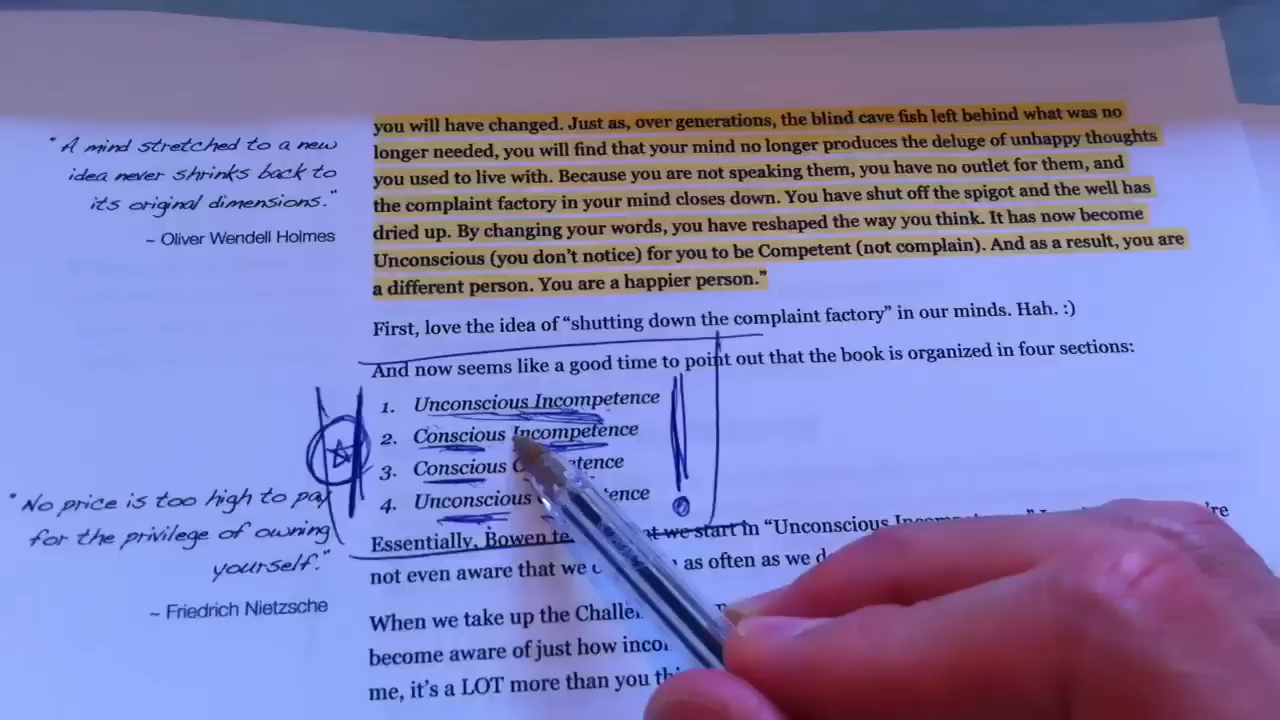 "A mind stretched to a new
idea never shrinks back to
its original dimensions."
~ Oliver Wendell Holmes
"No price is too high to pay
for the privilege of owning
yourself."
~ Friedrich Nietzsche
you will have changed. Just as, over generations, the blind cave fish left behind what was no
longer needed, you will find that your mind no longer produces the deluge of unhappy thoughts
you used to live with. Because you are not speaking them, you have no outlet for them, and
the complaint factory in your mind closes down. You have shut off the spigot and the well has
dried up. By changing your words, you have reshaped the way you think. It has now become
Unconscious (you don't notice) for you to be Competent (not complain). And as a result, you are
a different person. You are a happier person."
First, love the idea of "shutting down the complaint factory" in our minds. Hah. :)
And now seems like a good time to point out that the book is organized in four sections:
1. Unconscious Incompetence
2. Conscious Incompetence
3. Conscious
4. Unconscious
Essentially, Bowen we start in "Unconscious
not even aware that we as often as we
When we take up the
become aware of just how
me, it's a LOT more than you